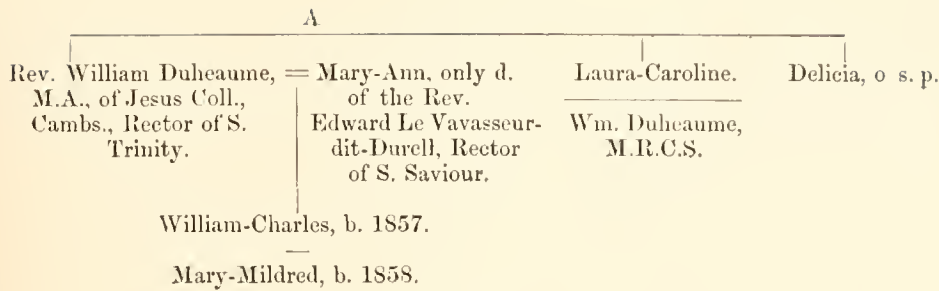 A
Rev. William Duheaume, = Mary-Ann, only d.
M.A., of Jesus Coll., of the Rev.
Cambs., Rector of S. Edward Le Vavasseur-
Trinity. dit-Durell, Rector
of S. Saviour.
Laura-Caroline.
Wm. Duheaume,
M.R.C.S.
Delicia, o s. p.
William-Charles, b. 1857.
Mary-Mildred, b. 1858.